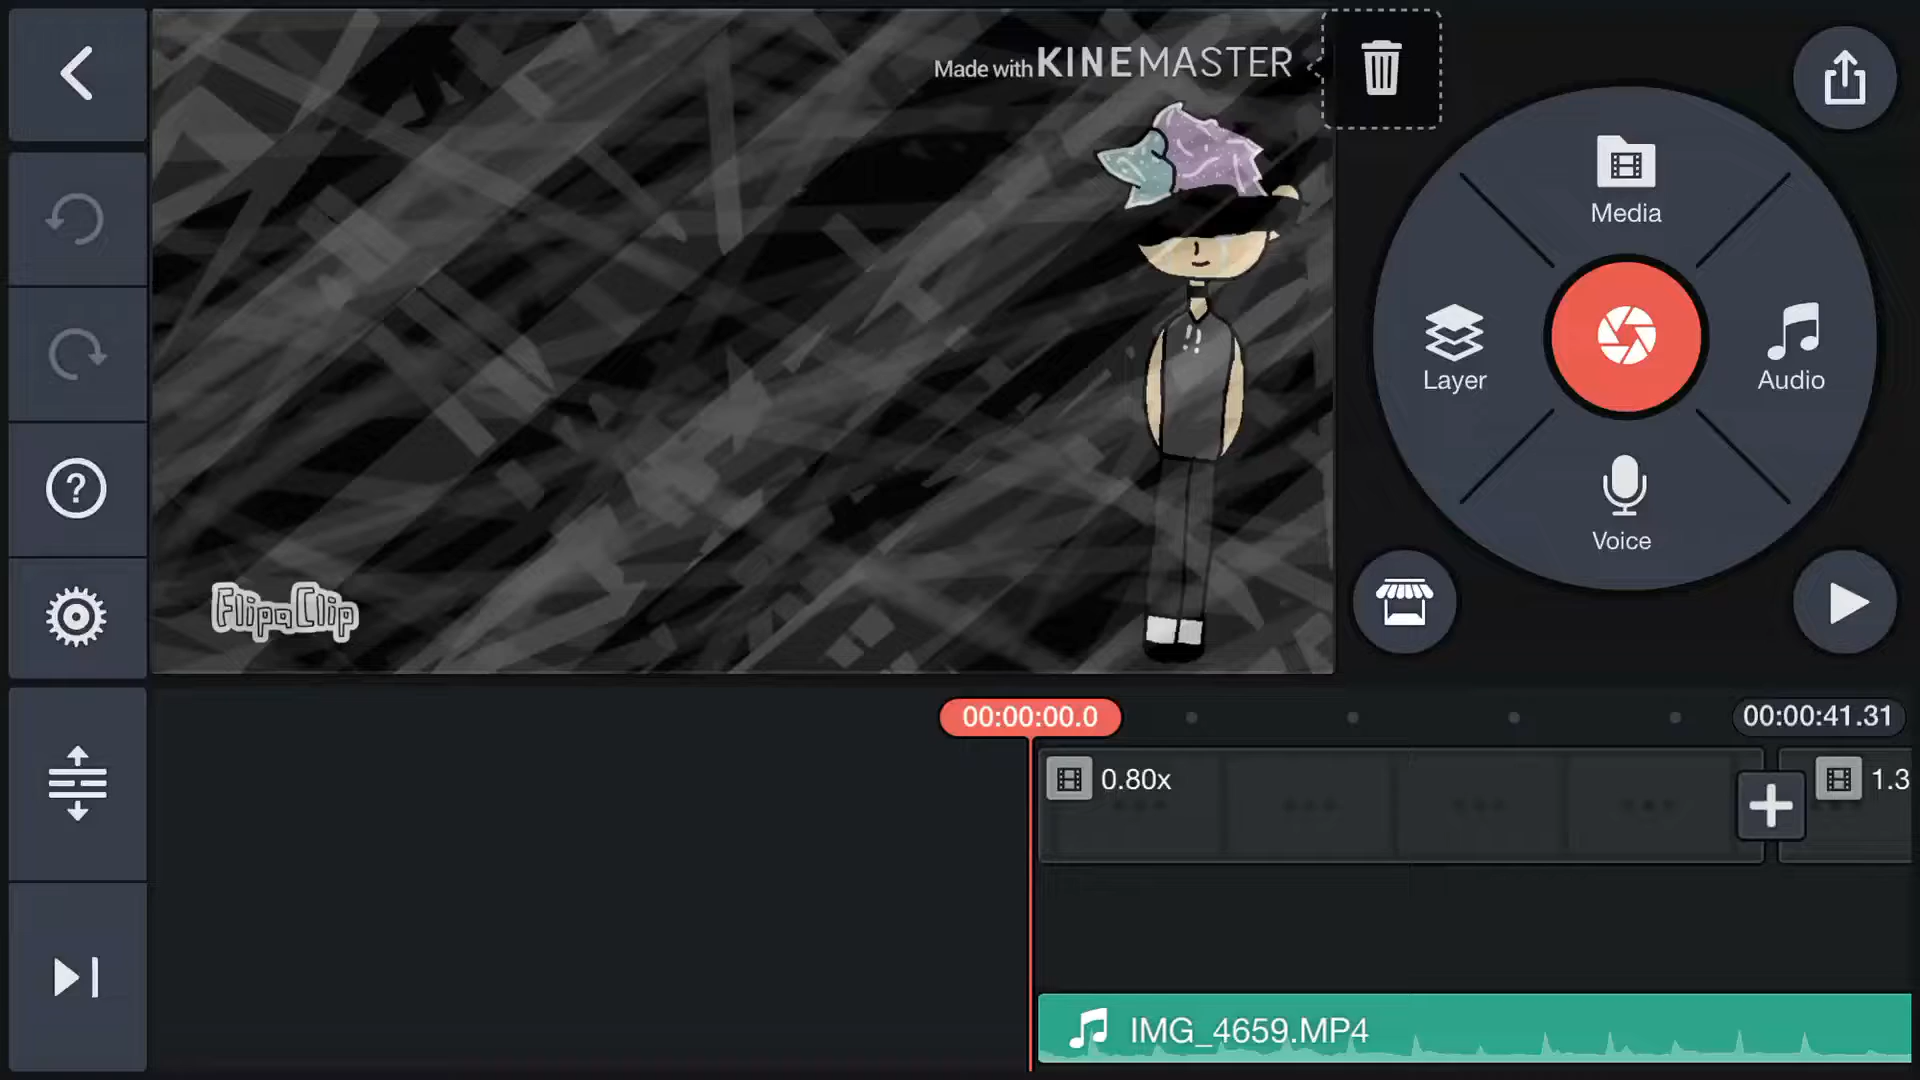 Made with KINEMASTER
Media
Layer
Audio
Voice
?
FlipaClip
00:00:00.0
00:00:41.31
0.80x
1.3
IMG_4659.MP4